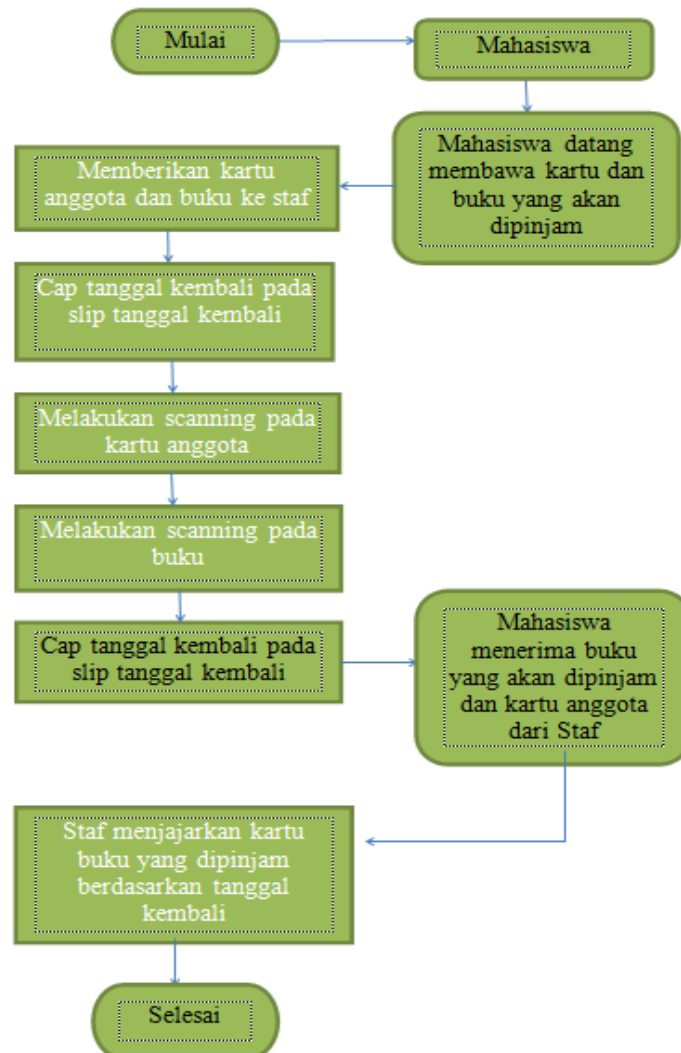 Mulai
Mahasiswa
Mahasiswa datang
membawa kartu dan
buku yang akan
dipinjam
Memberikan kartu
anggota dan buku ke staf
Cap tanggal kembali pada
slip tanggal kembali
Melakukan scanning pada
kartu anggota
Melakukan scanning pada
buku
Cap tanggal kembali pada
slip tanggal kembali
Mahasiswa
menerima buku
yang akan dipinjam
dan kartu anggota
dari Staf
Staf menjajarkan kartu
buku yang dipinjam
berdasarkan tanggal
kembali
Selesai